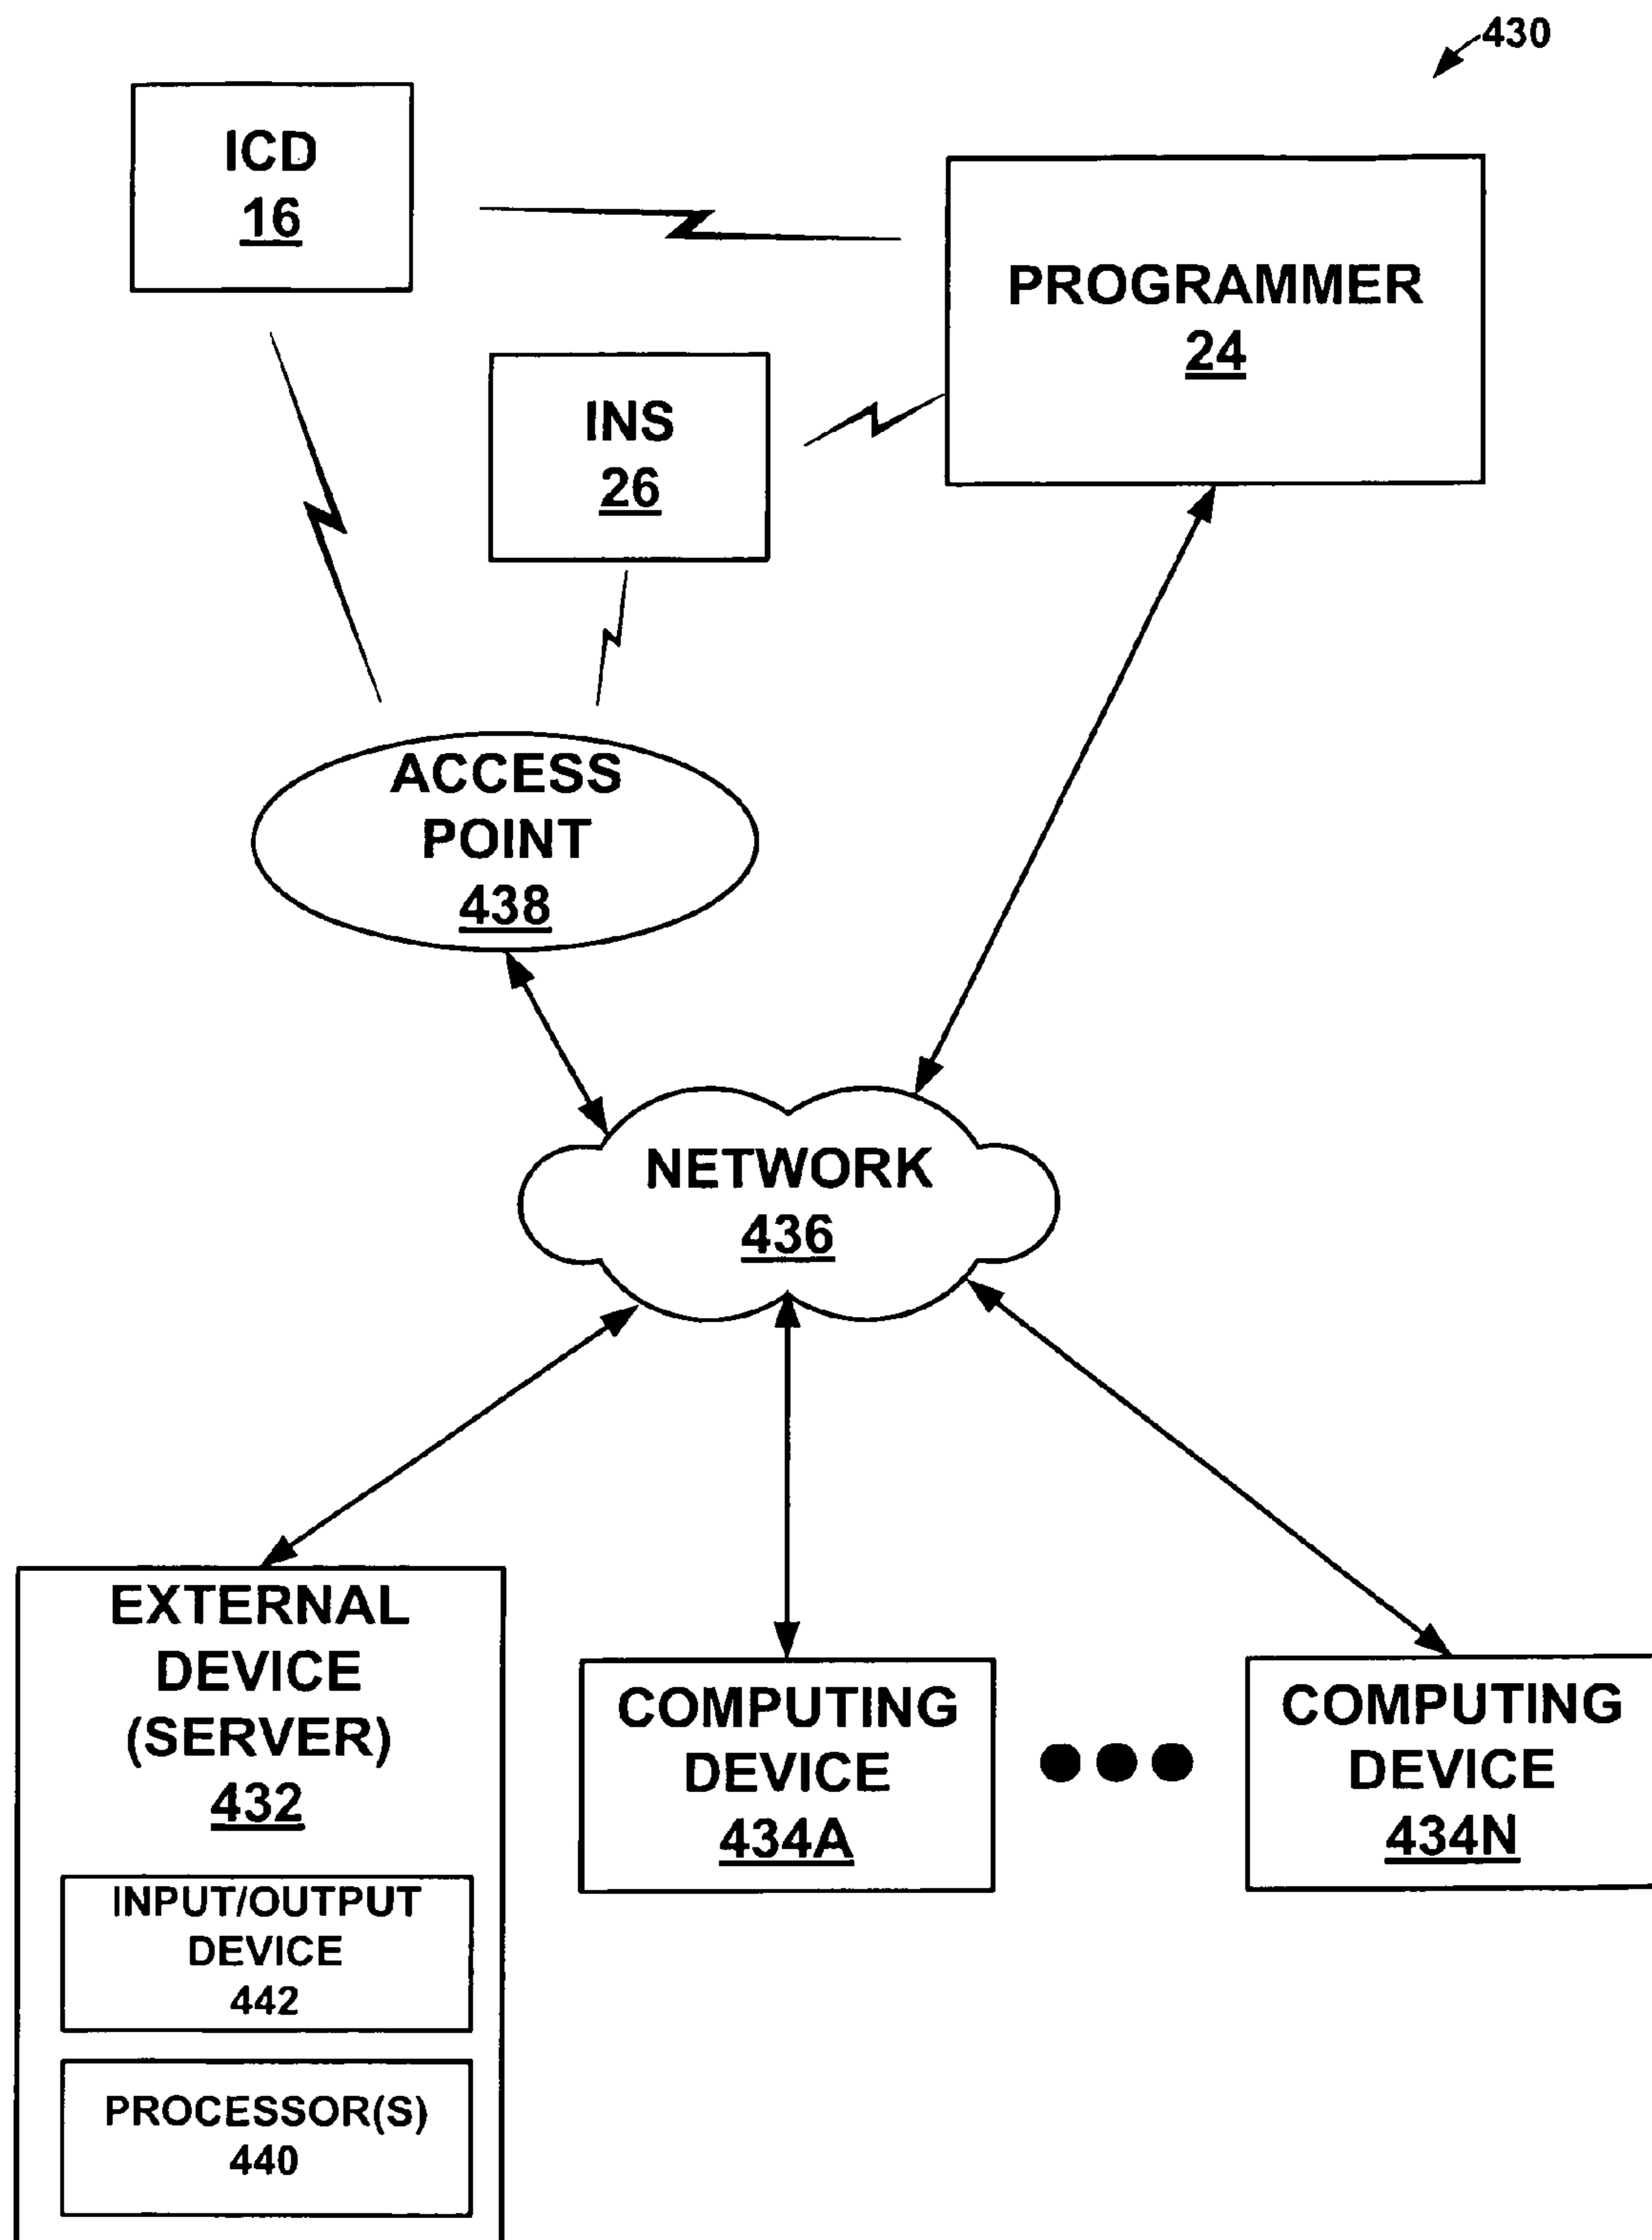 430
ICD
16
PROGRAMMER
24
INS
26
ACCESS
POINT
438
NETWORK
436
EXTERNAL
DEVICE
(SERVER)
432
INPUT/OUTPUT
DEVICE
442
PROCESSOR(S)
440
COMPUTING
DEVICE
434A
COMPUTING
DEVICE
434N